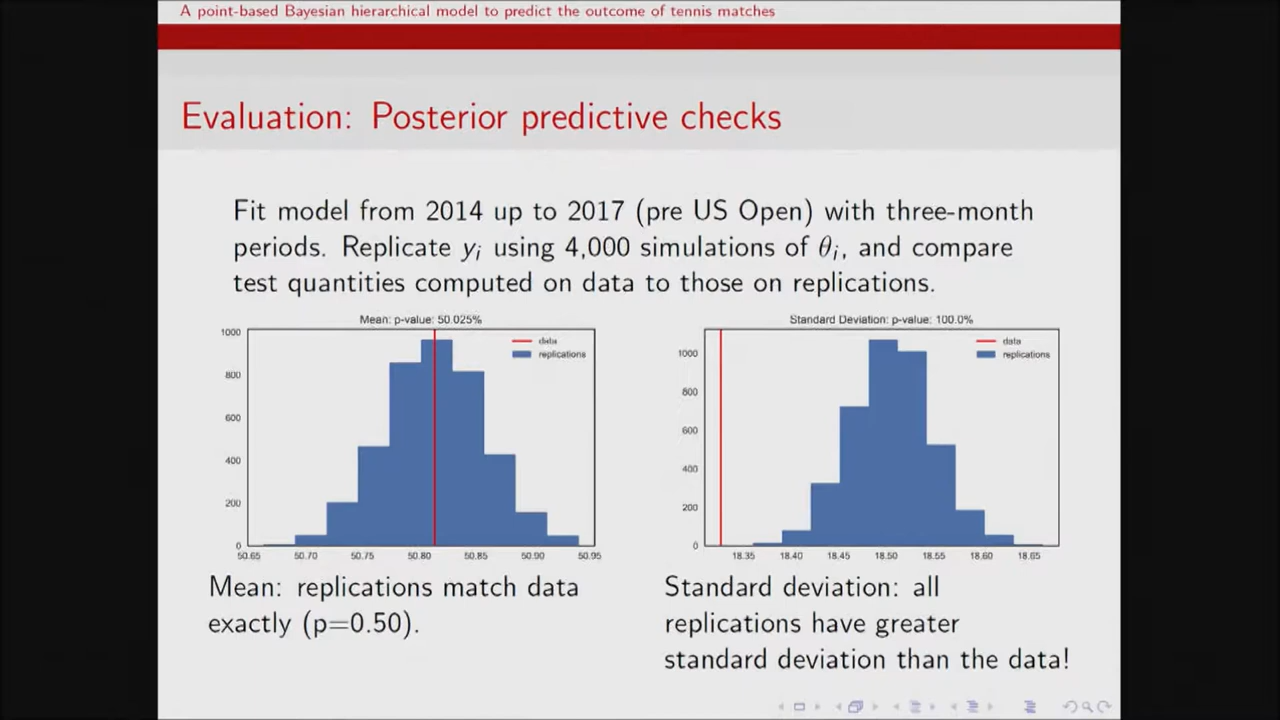 A point-based Bayesian hierarchical model to predict the outcome of tennis matches
Evaluation: Posterior predictive checks
Fit model from 2014 up to 2017 (pre US Open) with three-month
periods. Replicate yᵢ using 4,000 simulations of θᵢ, and compare
test quantities computed on data to those on replications.
Mean: p-value: 50.025%
1000
800
600
400
200
0
50.65 50.70 50.75 50.80 50.85 50.90 50.95
data
replications
Standard Deviation: p-value: 100.0%
1000
800
600
400
200
0
18.35 18.40 18.45 18.50 18.55 18.60 18.65
data
replications
Mean: replications match data
exactly (p=0.50).
Standard deviation: all
replications have greater
standard deviation than the data!